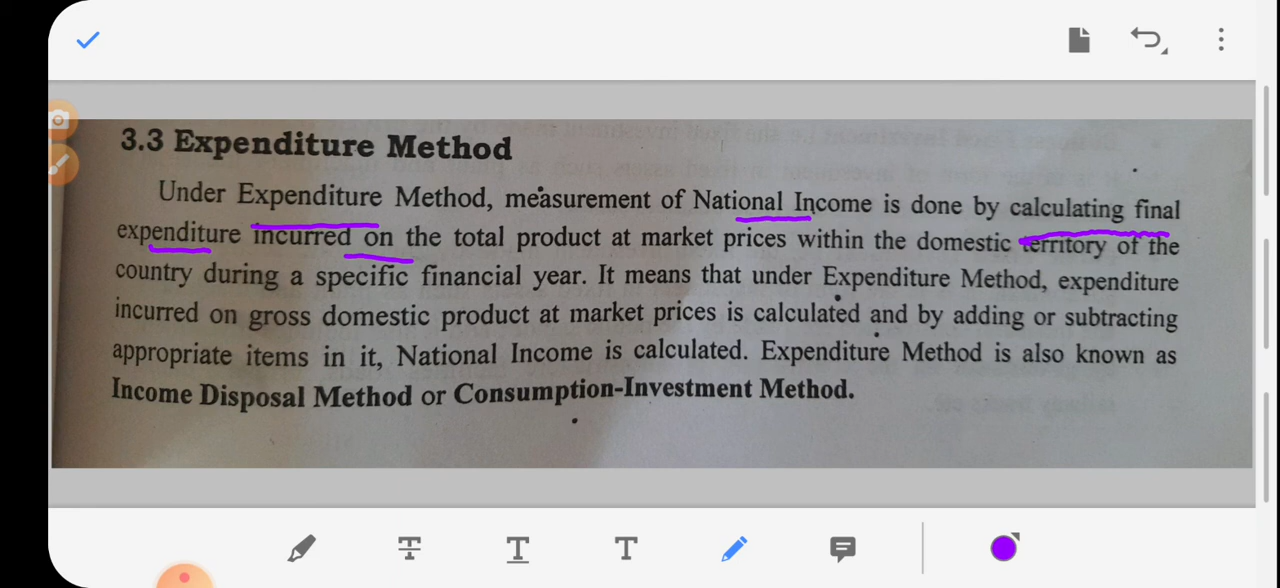 3.3 Expenditure Method
Under Expenditure Method, measurement of National Income is done by calculating final
expenditure incurred on the total product at market prices within the domestic territory of the
country during a specific financial year. It means that under Expenditure Method, expenditure
incurred on gross domestic product at market prices is calculated and by adding or subtracting
appropriate items in it, National Income is calculated. Expenditure Method is also known as
Income Disposal Method or Consumption-Investment Method.
T
T
T